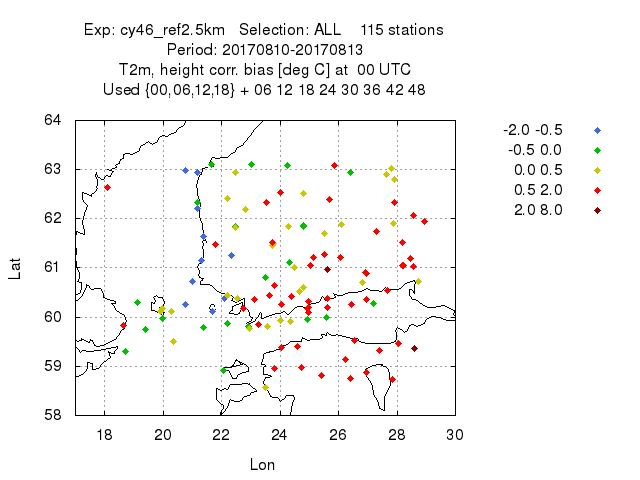 Exp: cy46_ref2.5km   Selection: ALL    115 stations
Period: 20170810-20170813
T2m, height corr. bias [deg C] at  00 UTC
Used {00,06,12,18} + 06 12 18 24 30 36 42 48
64
63
62
61
60
59
58
Lat
18 20 22 24 26 28 30
Lon
-2.0 -0.5
-0.5 0.0
0.0 0.5
0.5 2.0
2.0 8.0